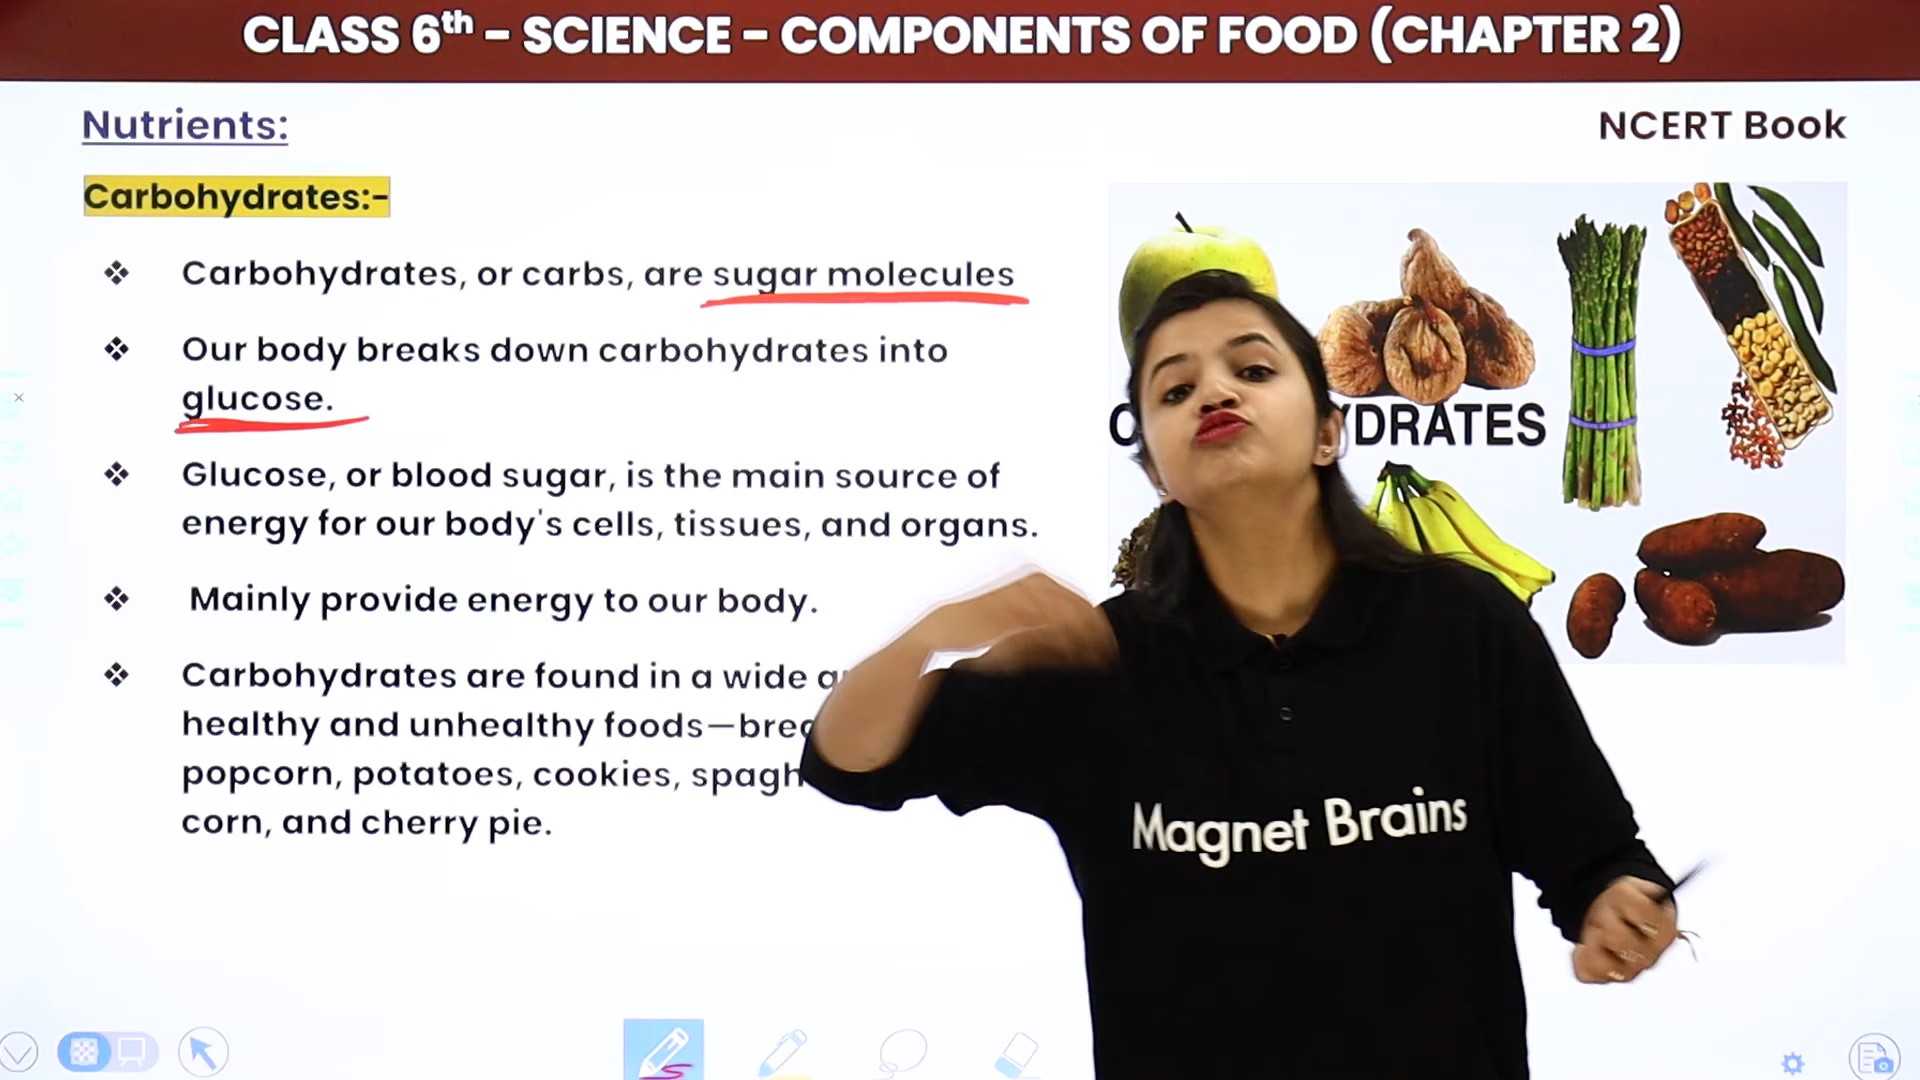 CLASS 6th – SCIENCE – COMPONENTS OF FOOD (CHAPTER 2)
Nutrients:
NCERT Book
Carbohydrates:-
❖ Carbohydrates, or carbs, are sugar molecules
❖ Our body breaks down carbohydrates into
glucose.
❖ Glucose, or blood sugar, is the main source of
energy for our body's cells, tissues, and organs.
❖ Mainly provide energy to our body.
❖ Carbohydrates are found in a wide
healthy and unhealthy foods—
popcorn, potatoes, cookies,
corn, and cherry pie.
YDRATES
Magnet Brains